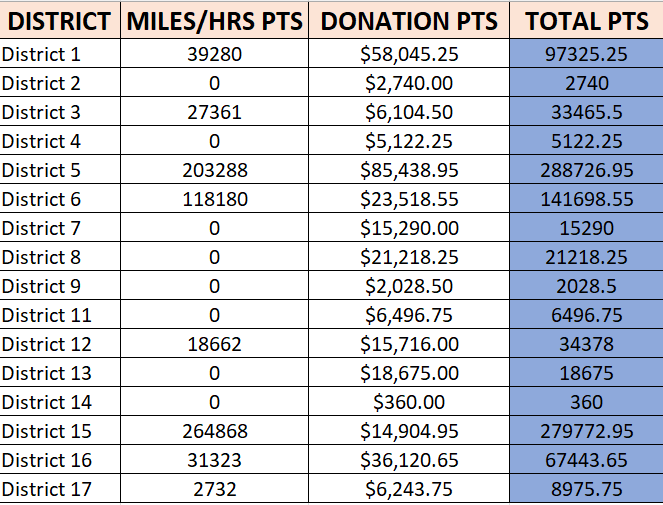 DISTRICT MILES/HRS PTS DONATION PTS TOTAL PTS
District 1 39280 $58,045.25 97325.25
District 2 0 $2,740.00 2740
District 3 27361 $6,104.50 33465.5
District 4 0 $5,122.25 5122.25
District 5 203288 $85,438.95 288726.95
District 6 118180 $23,518.55 141698.55
District 7 0 $15,290.00 15290
District 8 0 $21,218.25 21218.25
District 9 0 $2,028.50 2028.5
District 11 0 $6,496.75 6496.75
District 12 18662 $15,716.00 34378
District 13 0 $18,675.00 18675
District 14 0 $360.00 360
District 15 264868 $14,904.95 279772.95
District 16 31323 $36,120.65 67443.65
District 17 2732 $6,243.75 8975.75